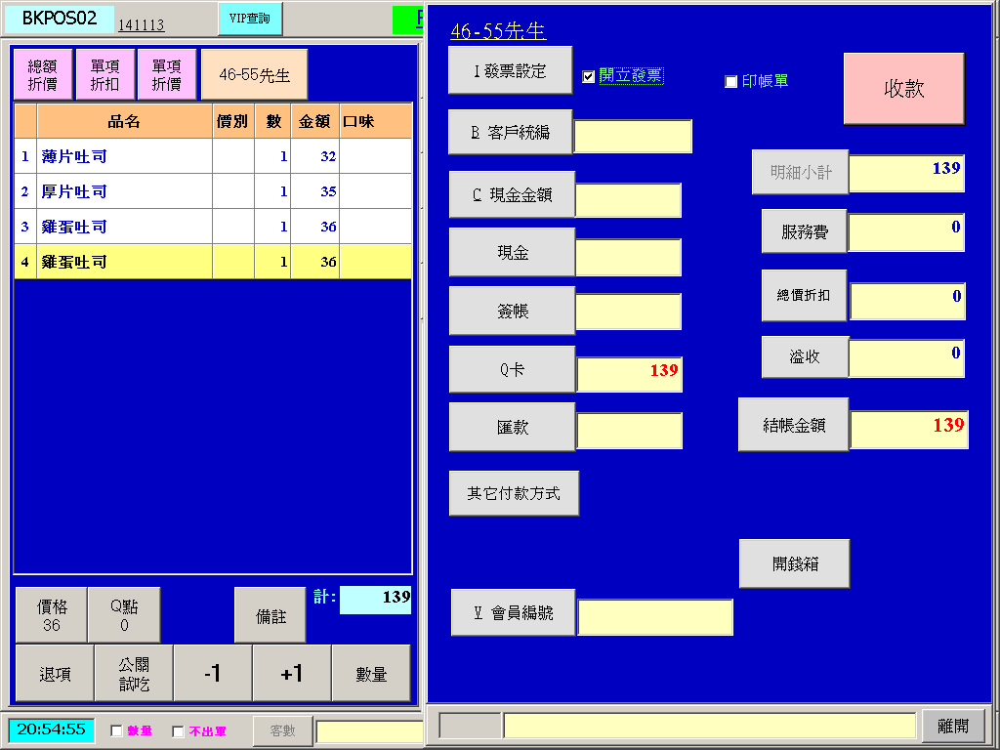 BKPOS02 141113 VIP查詢
總額折價 單項折扣 單項折價 46-55先生
品名 價別 數 金額 口味
1 薄片吐司 1 32
2 厚片吐司 1 35
3 雞蛋吐司 1 36
4 雞蛋吐司 1 36
計: 139
價格 36 Q點 0 備註
退項 公關試吃 -1 +1 數量
20:54:55 數量 不出單 客數
46-55先生
I 發票設定 開立發票 印帳單 收款
B 客戶統編
C 現金金額
現金
簽帳
Q卡 139
匯款
其它付款方式
V 會員編號
明細小計 139
服務費 0
總價折扣 0
溢收 0
結帳金額 139
開錢箱
離開